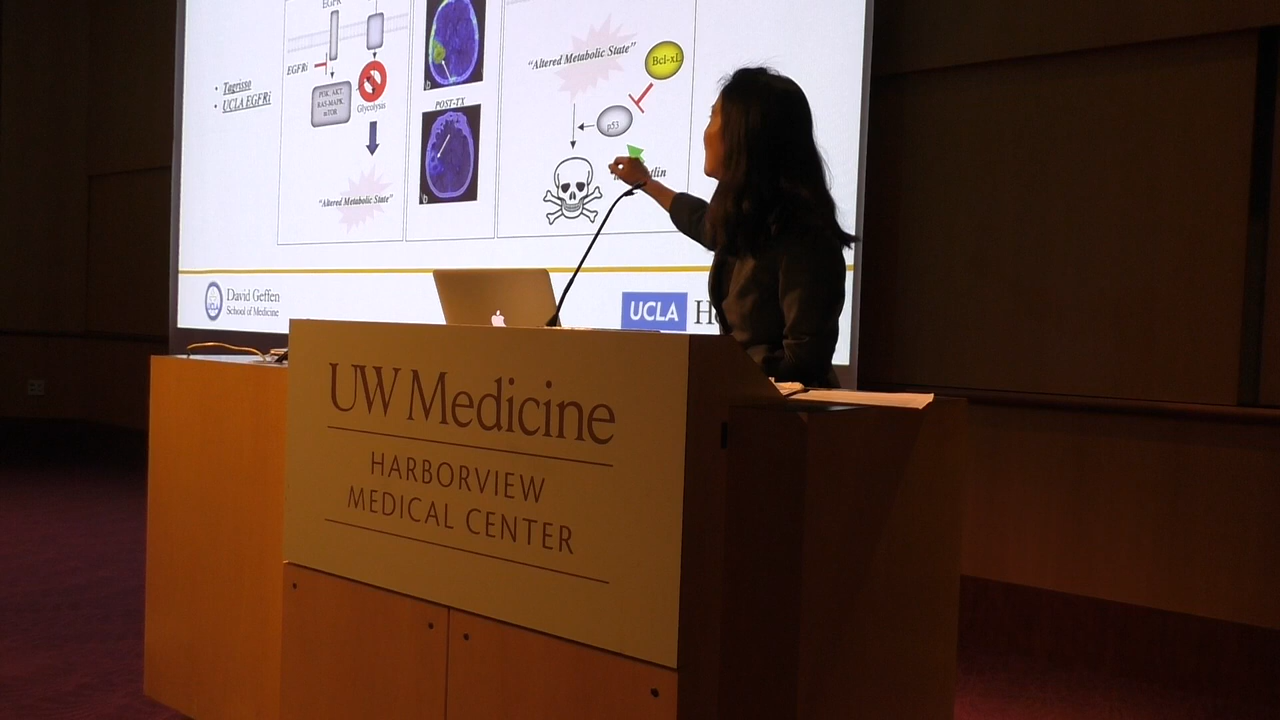 EGFR
"Altered Metabolic State"
Bcl-xL
EGFRi
• Tagrisso
• UCLA EGFRi
PI3K, AKT,
RAS-MAPK,
mTOR
Glycolysis
b
POST-TX
p53
b
"Altered Metabolic State"
David Geffen
School of Medicine
UCLA
UCLA
UW Medicine
HARBORVIEW
MEDICAL CENTER